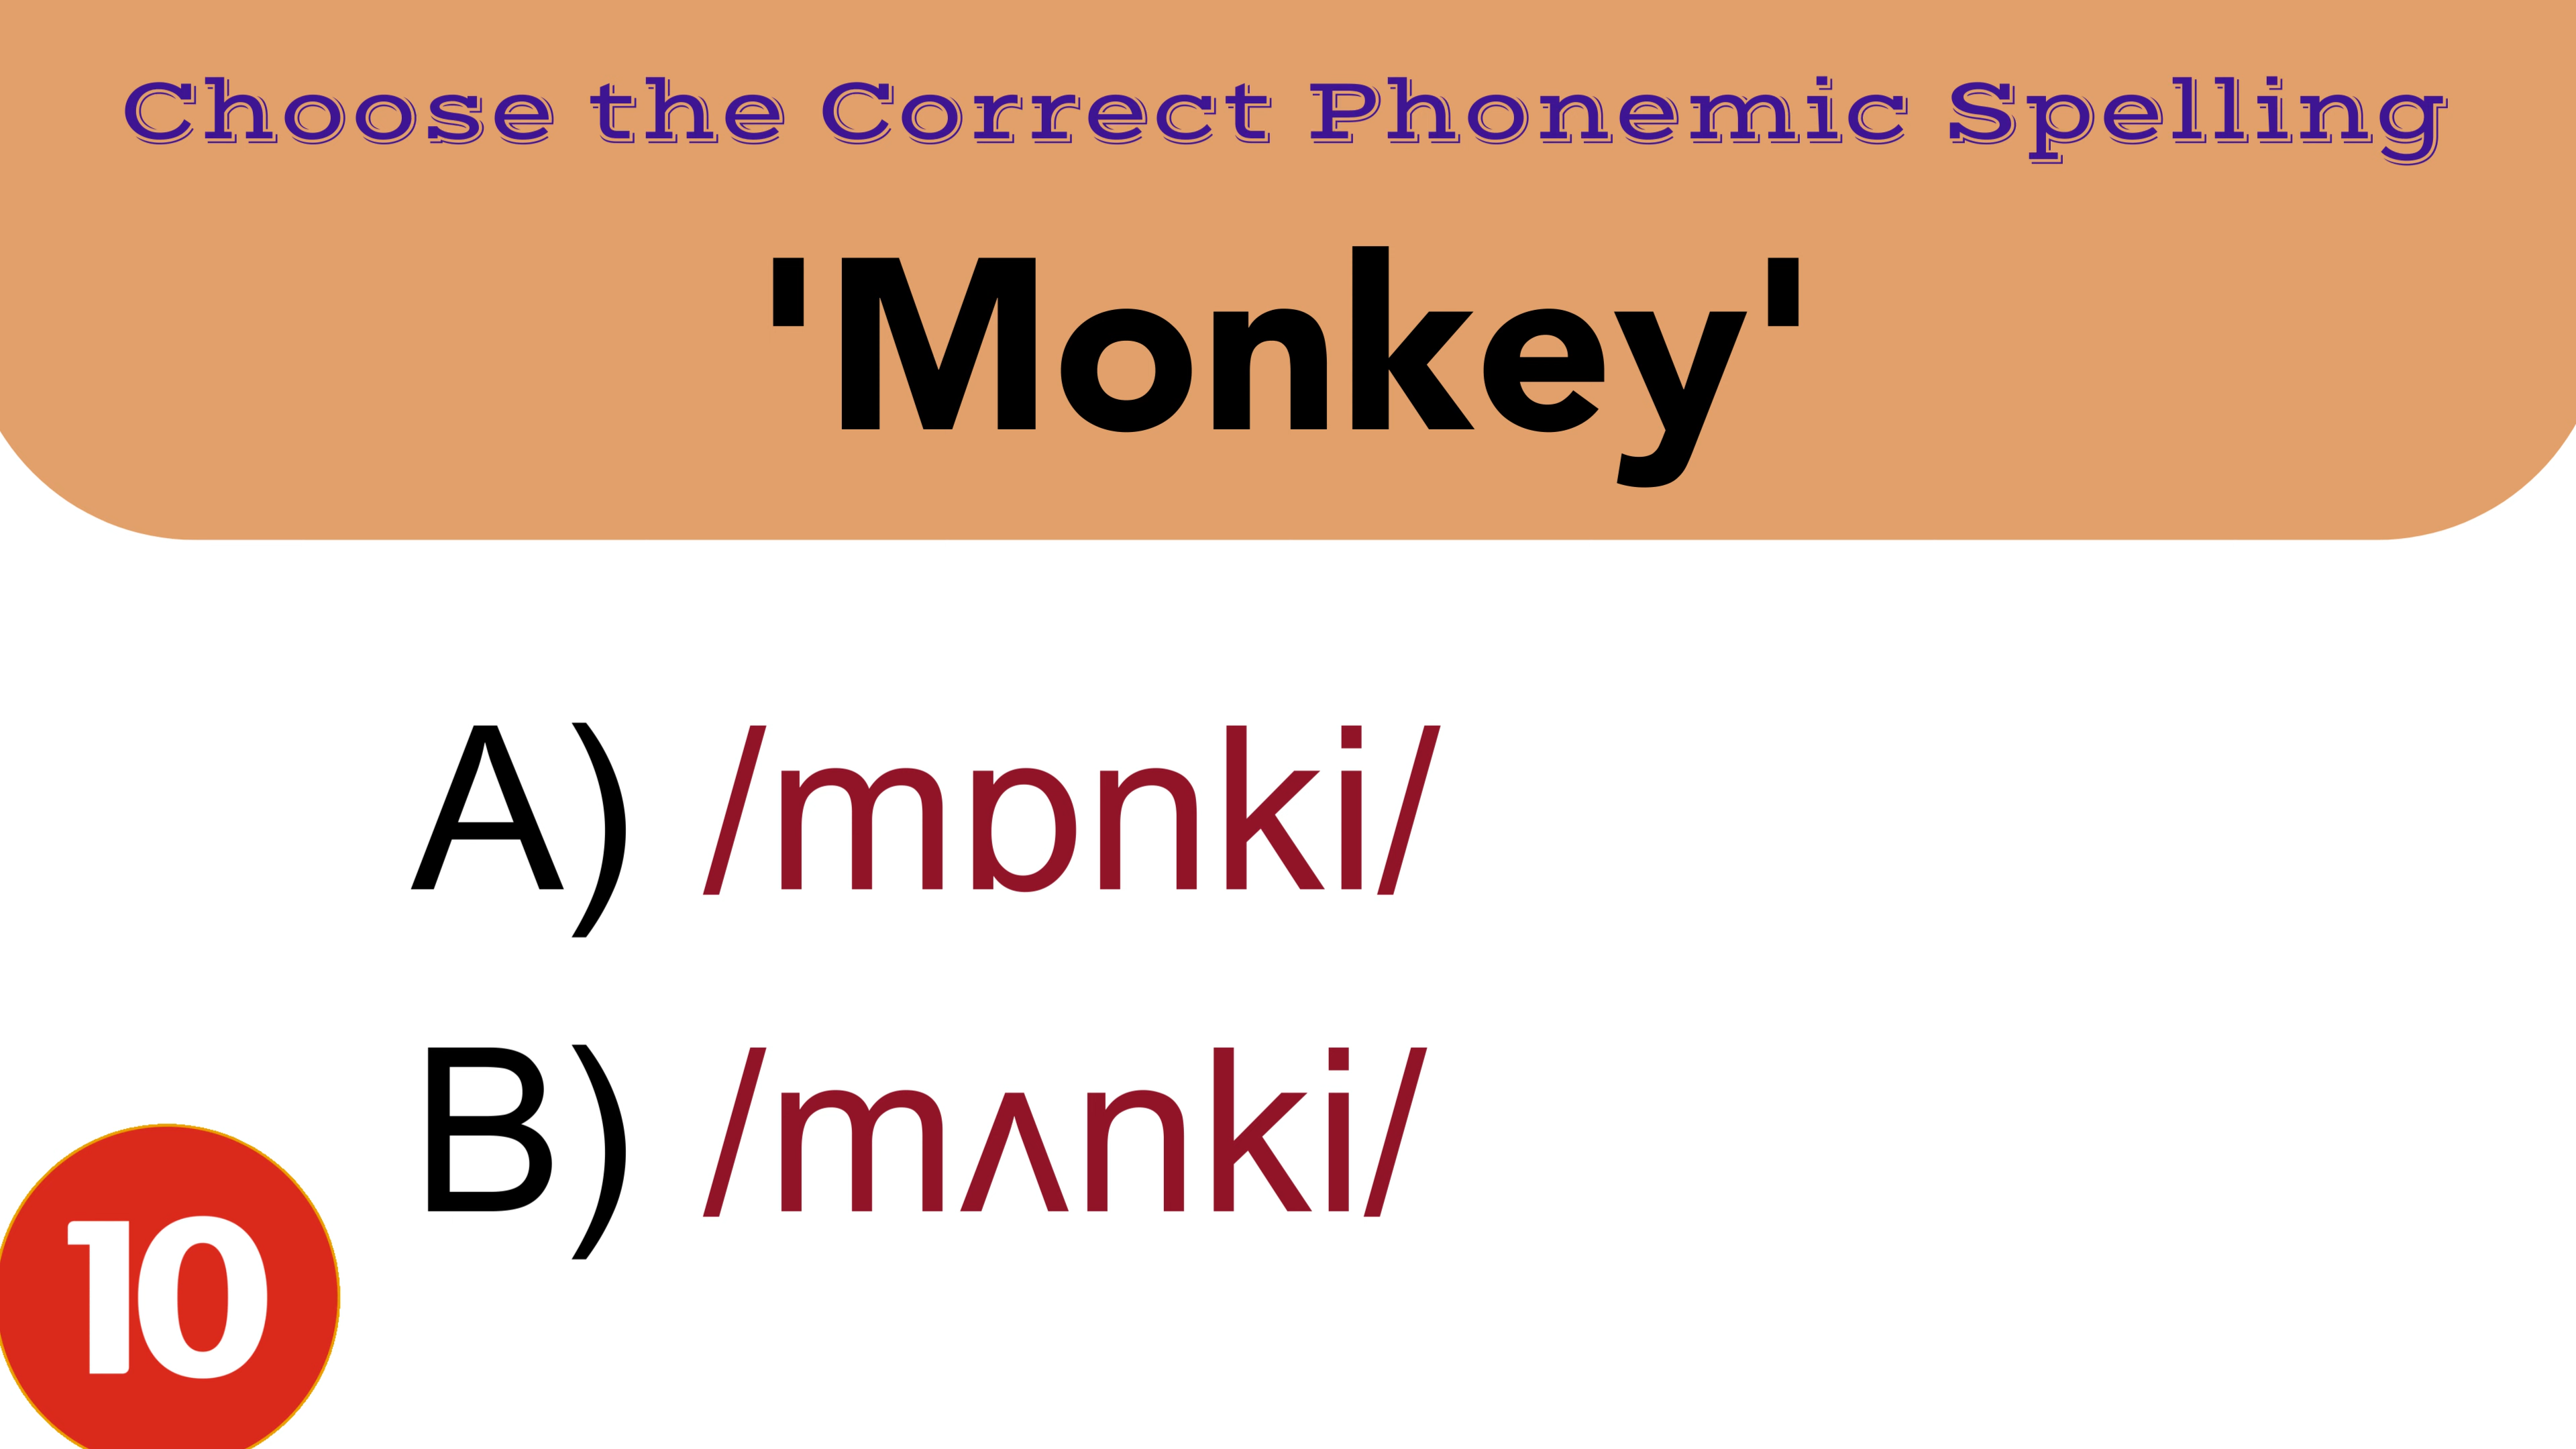 Choose the Correct Phonemic Spelling
'Monkey'
A) /mɒnki/
B) /mʌnki/
10